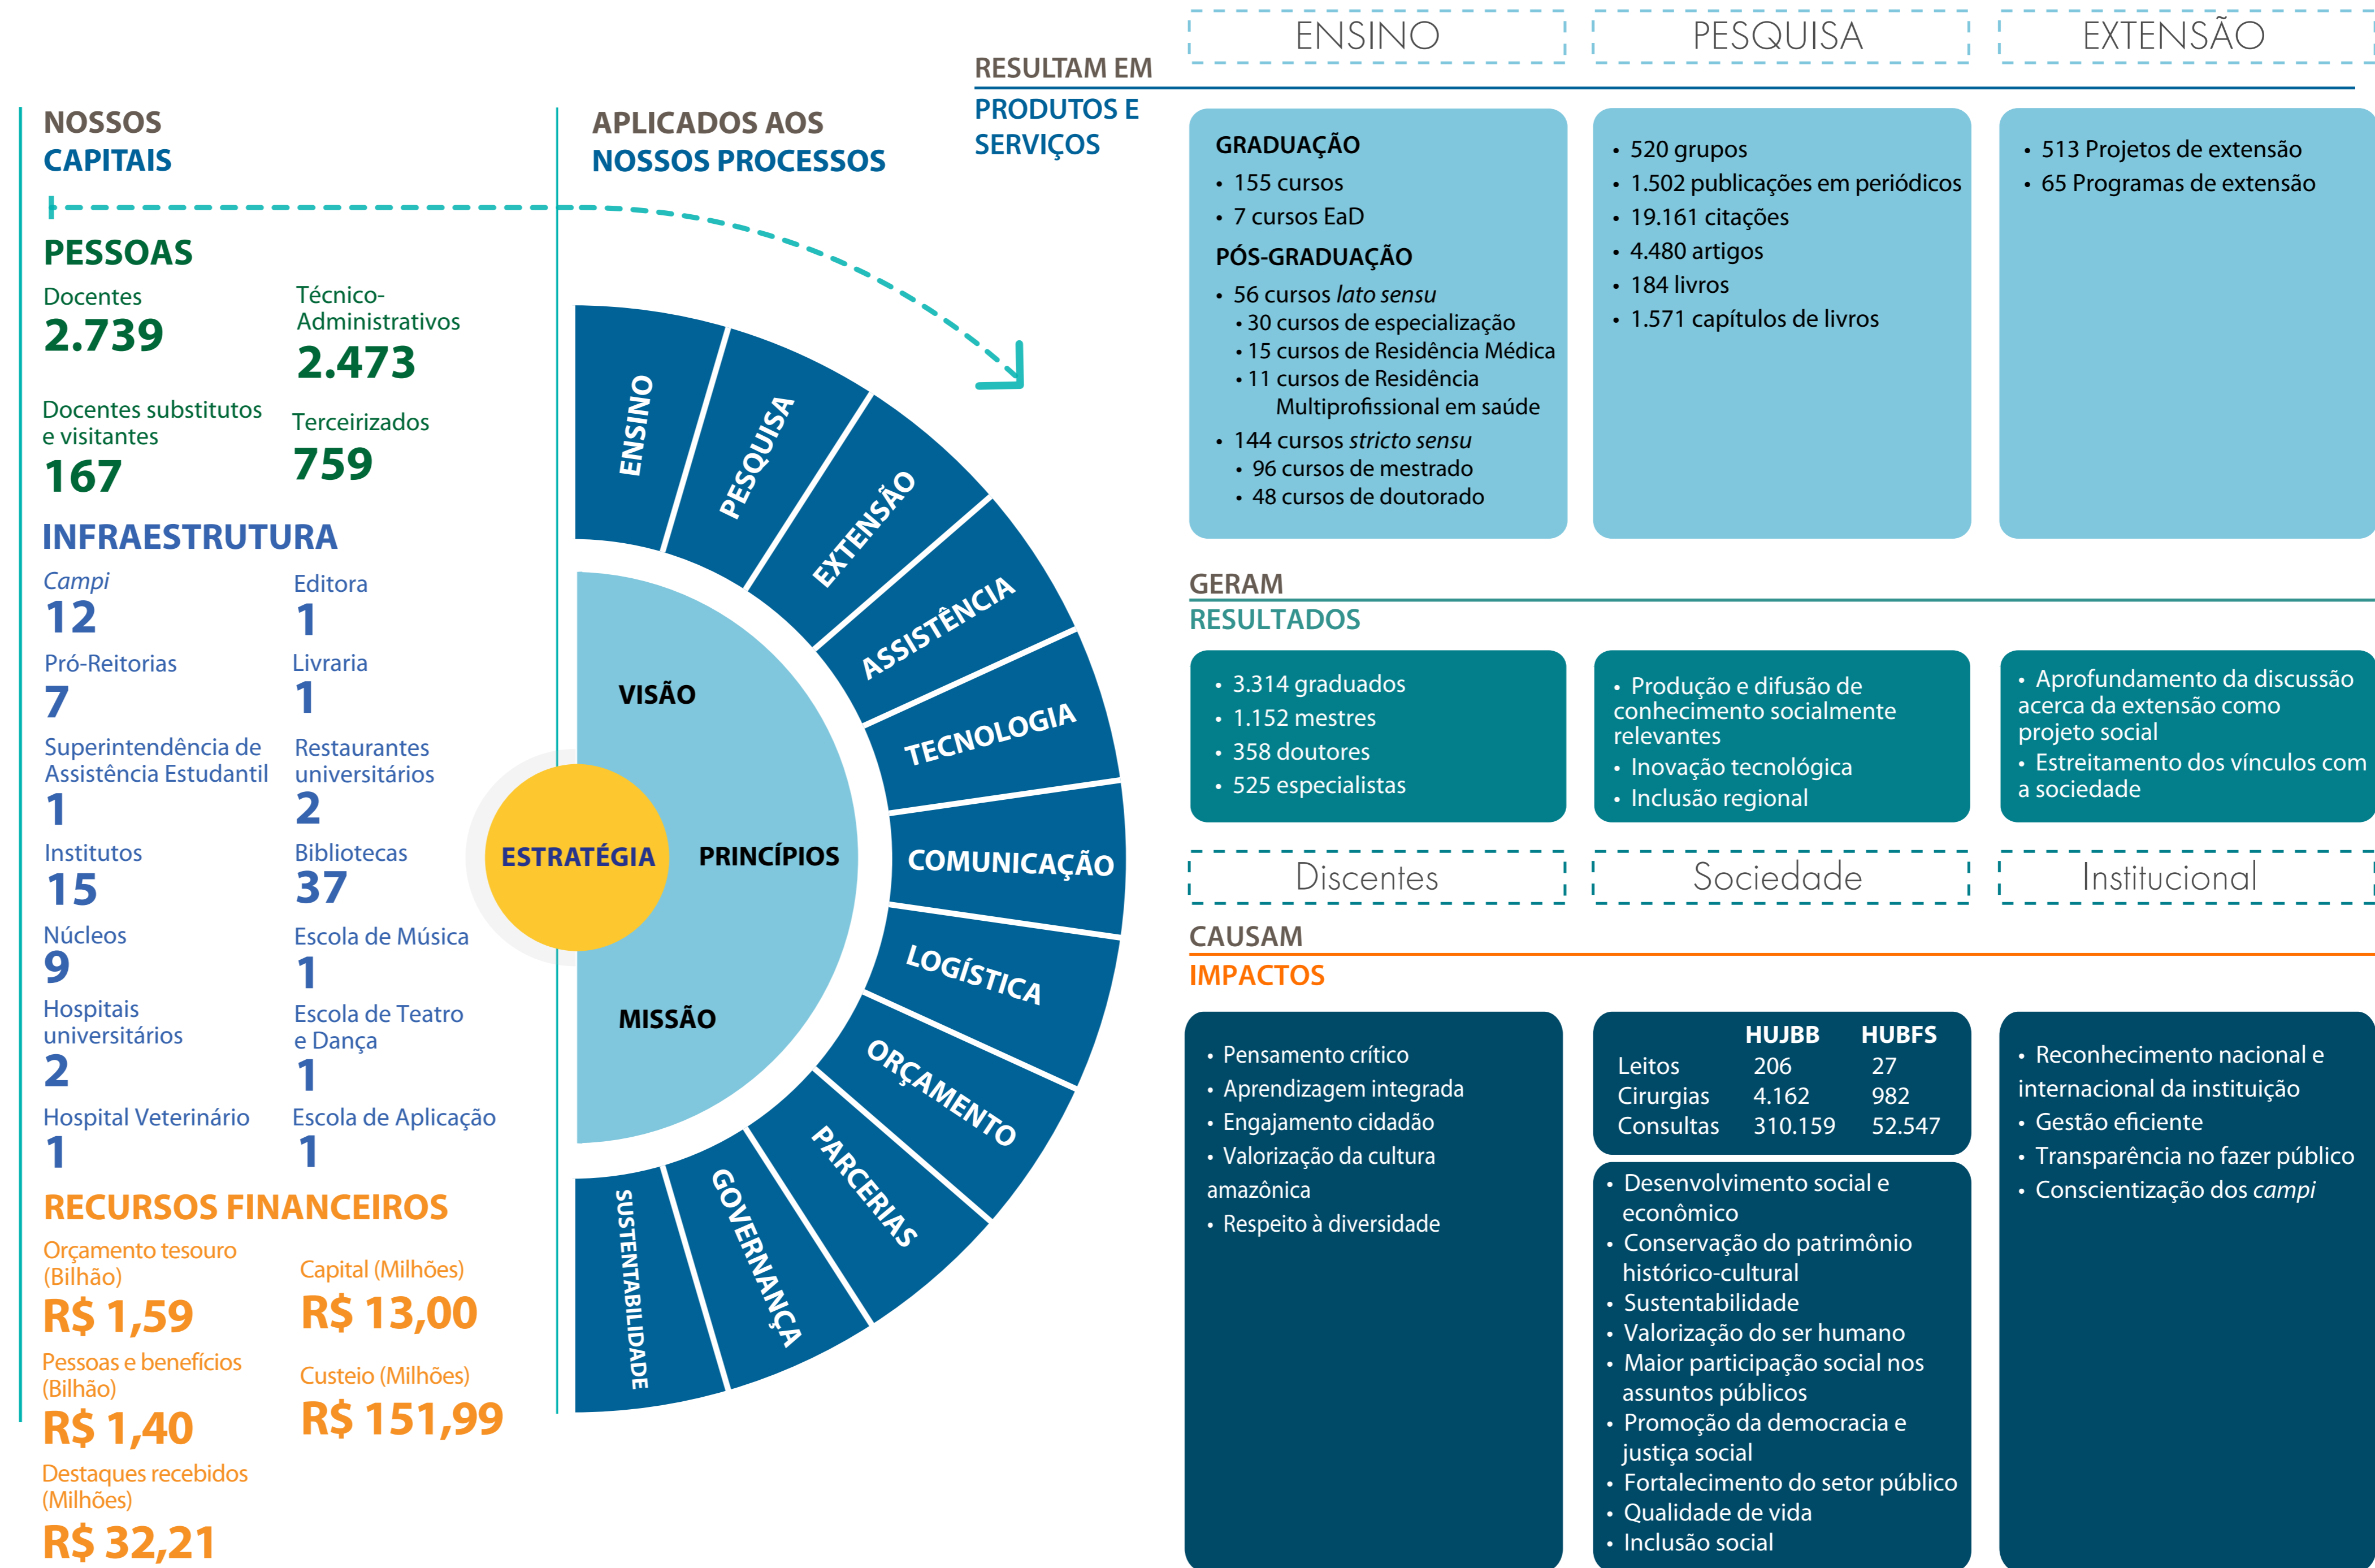 NOSSOS
CAPITAIS
PESSOAS
Docentes
2.739
Técnico-
Administrativos
2.473
Docentes substitutos
e visitantes
167
Terceirizados
759
INFRAESTRUTURA
Campi
12
Editora
1
Pró-Reitorias
7
Livraria
1
Superintendência de
Assistência Estudantil
1
Restaurantes
universitários
2
Institutos
15
Bibliotecas
37
Núcleos
9
Escola de Música
1
Hospitais
universitários
2
Escola de Teatro
e Dança
1
Hospital Veterinário
1
Escola de Aplicação
1
RECURSOS FINANCEIROS
Orçamento tesouro
(Bilhão)
R$ 1,59
Capital (Milhões)
R$ 13,00
Pessoas e benefícios
(Bilhão)
R$ 1,40
Custeio (Milhões)
R$ 151,99
Destaques recebidos
(Milhões)
R$ 32,21
APLICADOS AOS
NOSSOS PROCESSOS
ENSINO
PESQUISA
EXTENSÃO
ASSISTÊNCIA
TECNOLOGIA
COMUNICAÇÃO
LOGÍSTICA
ORÇAMENTO
PARCERIAS
GOVERNANÇA
SUSTENTABILIDADE
VISÃO
ESTRATÉGIA
PRINCÍPIOS
MISSÃO
RESULTAM EM
PRODUTOS E
SERVIÇOS
ENSINO
PESQUISA
EXTENSÃO
GRADUAÇÃO
• 155 cursos
• 7 cursos EaD
PÓS-GRADUAÇÃO
• 56 cursos lato sensu
• 30 cursos de especialização
• 15 cursos de Residência Médica
• 11 cursos de Residência
Multiprofissional em saúde
• 144 cursos stricto sensu
• 96 cursos de mestrado
• 48 cursos de doutorado
• 520 grupos
• 1.502 publicações em periódicos
• 19.161 citações
• 4.480 artigos
• 184 livros
• 1.571 capítulos de livros
• 513 Projetos de extensão
• 65 Programas de extensão
GERAM
RESULTADOS
• 3.314 graduados
• 1.152 mestres
• 358 doutores
• 525 especialistas
• Produção e difusão de
conhecimento socialmente
relevantes
• Inovação tecnológica
• Inclusão regional
• Aprofundamento da discussão
acerca da extensão como
projeto social
• Estreitamento dos vínculos com
a sociedade
Discentes
Sociedade
Institucional
CAUSAM
IMPACTOS
• Pensamento crítico
• Aprendizagem integrada
• Engajamento cidadão
• Valorização da cultura
amazônica
• Respeito à diversidade
HUJBB HUBFS
Leitos 206 27
Cirurgias 4.162 982
Consultas 310.159 52.547
• Desenvolvimento social e
econômico
• Conservação do patrimônio
histórico-cultural
• Sustentabilidade
• Valorização do ser humano
• Maior participação social nos
assuntos públicos
• Promoção da democracia e
justiça social
• Fortalecimento do setor público
• Qualidade de vida
• Inclusão social
• Reconhecimento nacional e
internacional da instituição
• Gestão eficiente
• Transparência no fazer público
• Conscientização dos campi